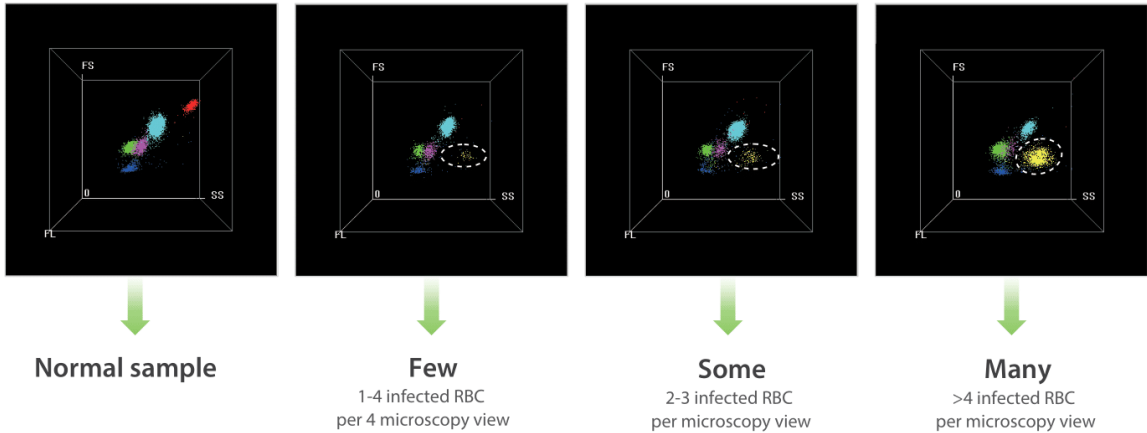 FS
0
SS
FL
FS
0
SS
FL
FS
0
SS
FL
FS
0
SS
FL
Normal sample
Few
1-4 infected RBC
per 4 microscopy view
Some
2-3 infected RBC
per microscopy view
Many
>4 infected RBC
per microscopy view